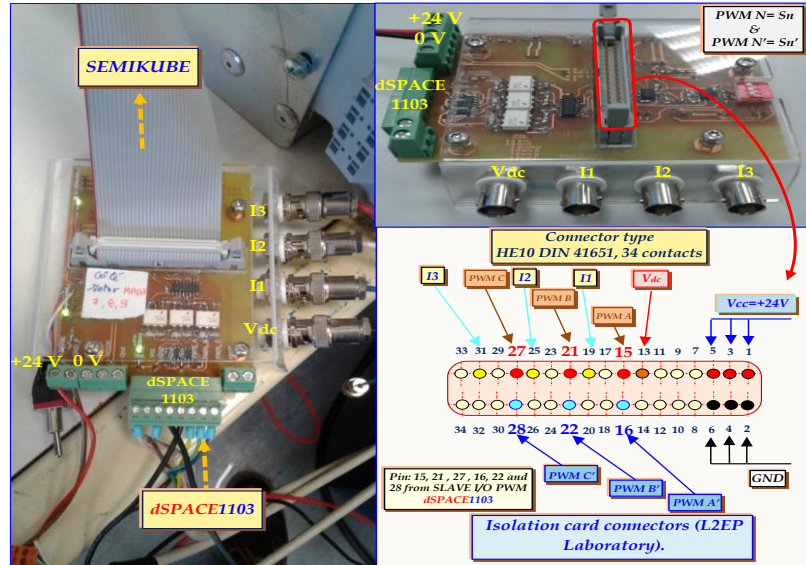 SEMIKUBE
I3
I2
I1
Vdc
+24 V 0 V
dSPACE
1103
dSPACE1103
+24 V
0 V
dSPACE
1103
Vdc I1 I2 I3
PWM N= Sn
&
PWM N'= Sn'
Connector type
HE10 DIN 41651, 34 contacts
I3 PWM C I2 PWM B I1 PWM A Vdc
Vcc=+24V
33 31 29 27 25 23 21 19 17 15 13 11 9 7 5 3 1
34 32 30 28 26 24 22 20 18 16 14 12 10 8 6 4 2
GND
Pin: 15, 21 , 27 , 16, 22 and
28 from SLAVE I/O PWM
dSPACE1103
PWM C'
PWM B'
PWM A'
Isolation card connectors (L2EP
Laboratory).
7, 8, 9